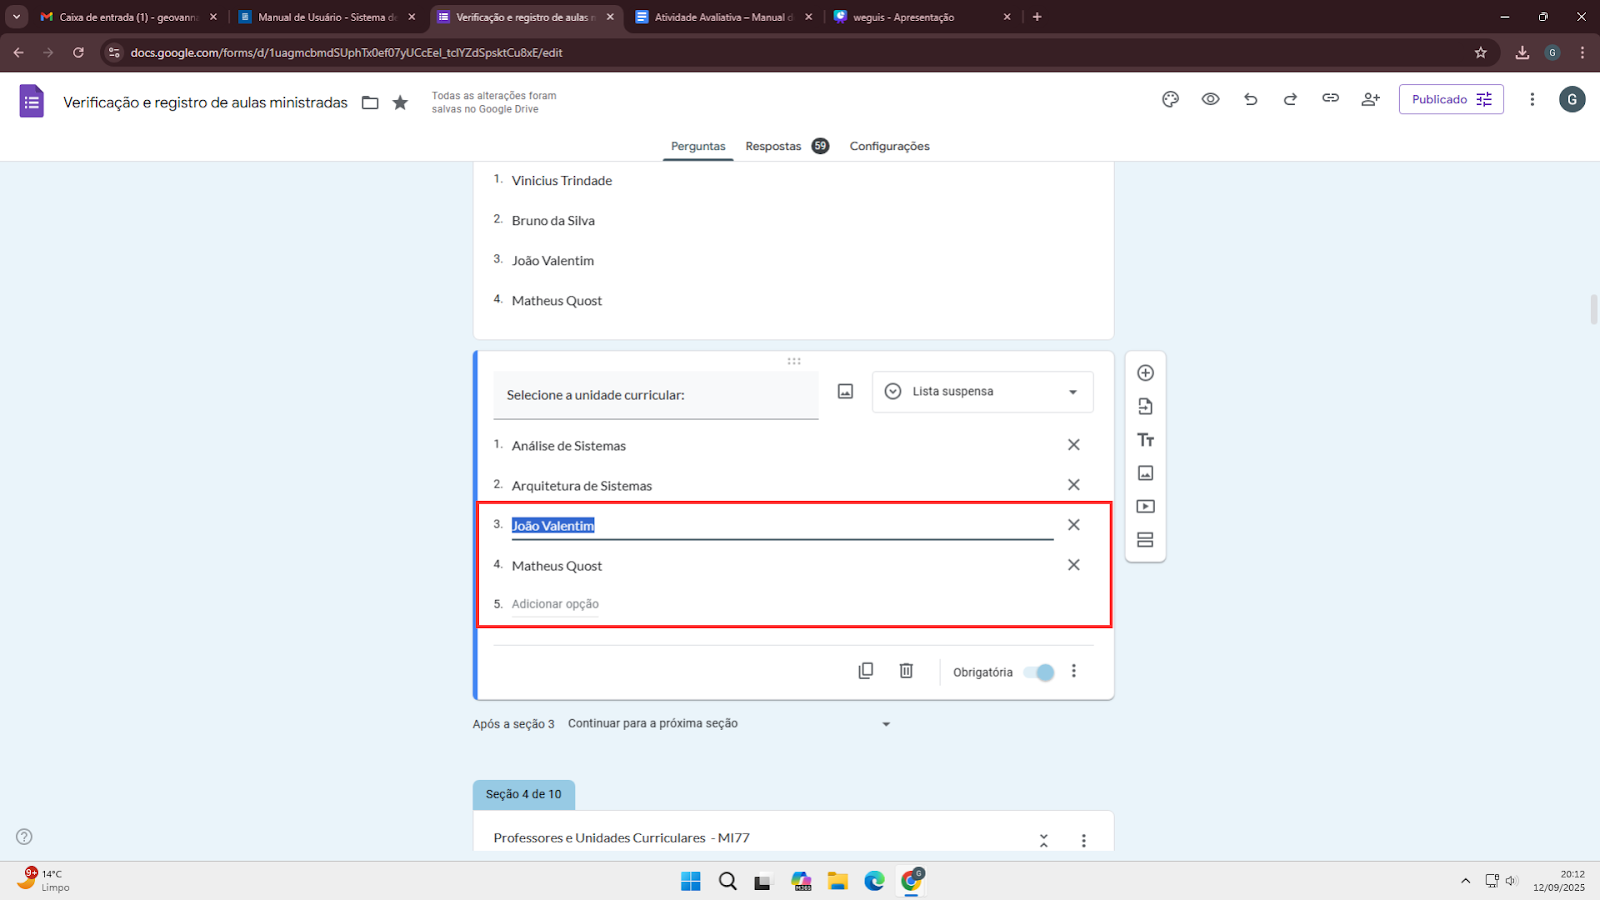 Caixa de entrada (1) - geovanna
Manual de Usuário - Sistema de
Verificação e registro de aulas m
Atividade Avaliativa – Manual d
weguis - Apresentação
docs.google.com/forms/d/1uagmcbmdSUphTx0ef07yUCcEeI_tclYZdSpsktCu8xE/edit
G
Verificação e registro de aulas ministradas
Todas as alterações foram
salvas no Google Drive
Publicado
G
Perguntas
Respostas 59
Configurações
1. Vinicius Trindade
2. Bruno da Silva
3. João Valentim
4. Matheus Quost
Selecione a unidade curricular:
Lista suspensa
1. Análise de Sistemas
2. Arquitetura de Sistemas
3. João Valentim
4. Matheus Quost
5. Adicionar opção
Obrigatória
Após a seção 3 Continuar para a próxima seção
Seção 4 de 10
Professores e Unidades Curriculares - MI77
9+
14°C
Limpo
M365
G
20:12
12/09/2025